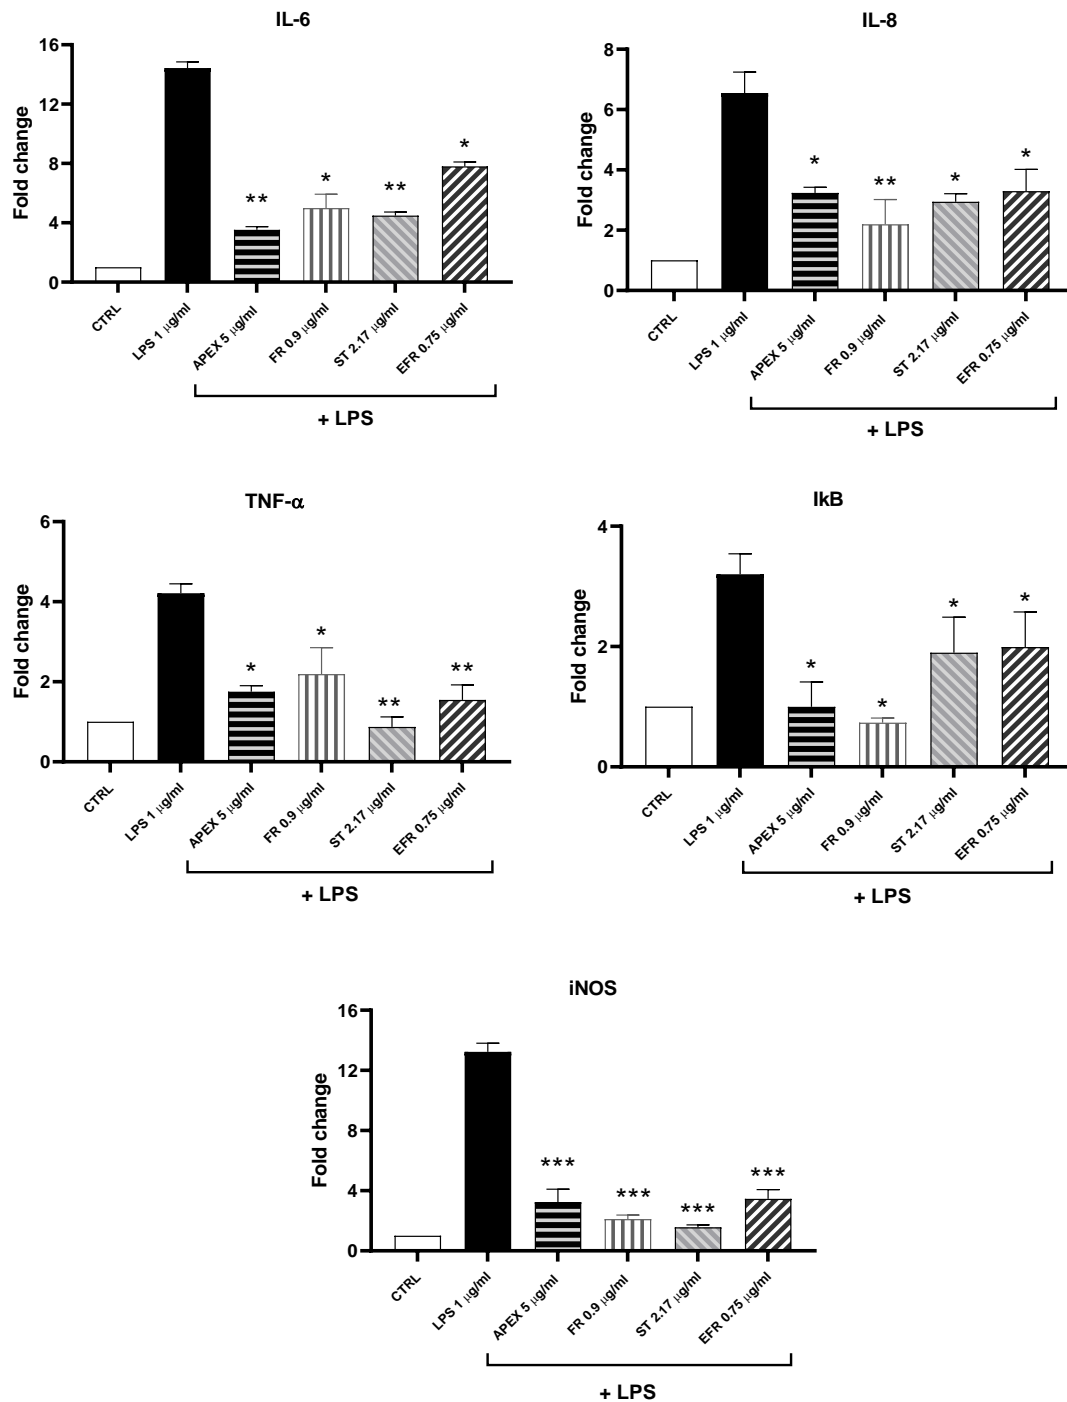 IL-6
Fold change
16
12
8
4
0
**
*
**
*
CTRL
LPS 1 µg/ml
APEX 5 µg/ml
FR 0.9 µg/ml
ST 2.17 µg/ml
EFR 0.75 µg/ml
+ LPS
IL-8
Fold change
8
6
4
2
0
*
**
*
*
CTRL
LPS 1 µg/ml
APEX 5 µg/ml
FR 0.9 µg/ml
ST 2.17 µg/ml
EFR 0.75 µg/ml
+ LPS
TNF-α
Fold change
6
4
2
0
*
*
**
**
CTRL
LPS 1 µg/ml
APEX 5 µg/ml
FR 0.9 µg/ml
ST 2.17 µg/ml
EFR 0.75 µg/ml
+ LPS
IkB
Fold change
4
2
0
*
*
*
*
CTRL
LPS 1 µg/ml
APEX 5 µg/ml
FR 0.9 µg/ml
ST 2.17 µg/ml
EFR 0.75 µg/ml
+ LPS
iNOS
Fold change
16
12
8
4
0
***
***
***
***
CTRL
LPS 1 µg/ml
APEX 5 µg/ml
FR 0.9 µg/ml
ST 2.17 µg/ml
EFR 0.75 µg/ml
+ LPS